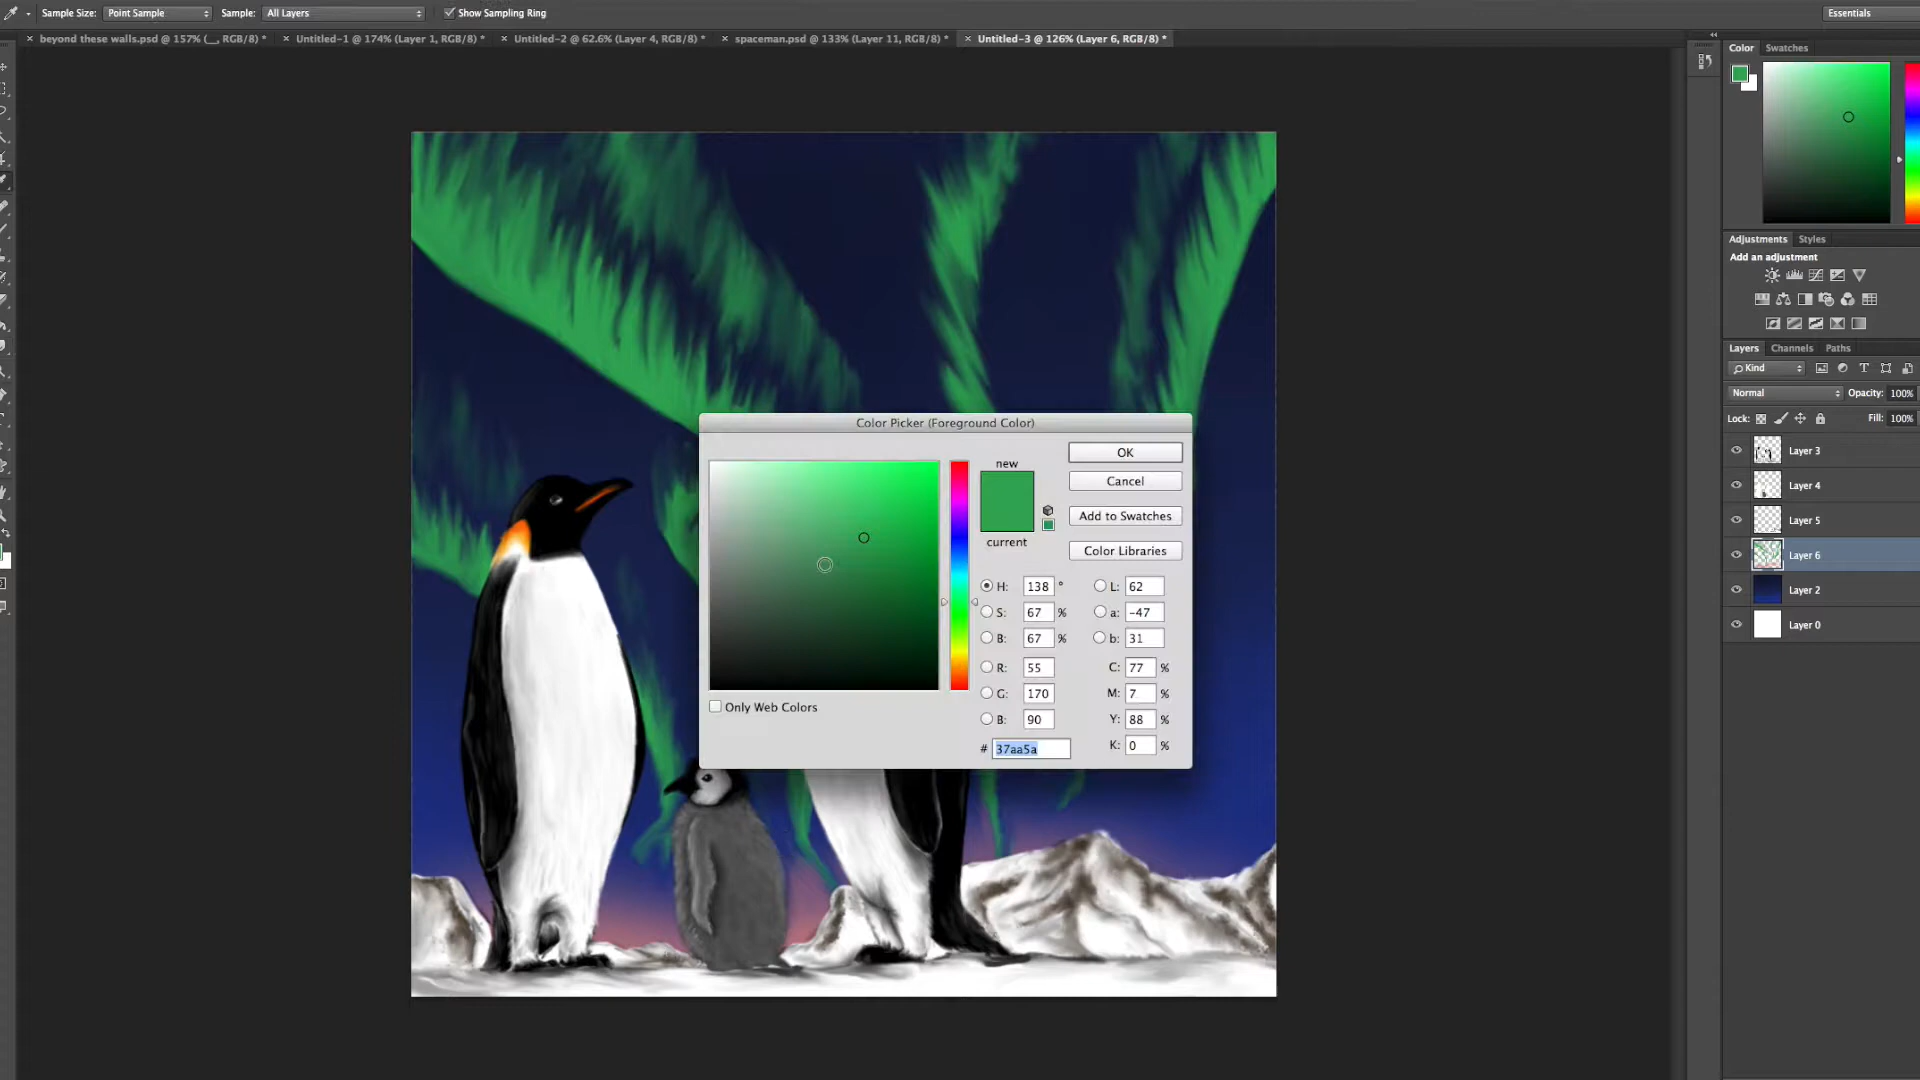 Sample Size: Point Sample Sample: All Layers Show Sampling Ring Essentials
beyond these walls.psd @ 157% (__, RGB/8) * Untitled-1 @ 174% (Layer 1, RGB/8) * Untitled-2 @ 62.6% (Layer 4, RGB/8) * spaceman.psd @ 133% (Layer 11, RGB/8) * Untitled-3 @ 126% (Layer 6, RGB/8) *
Color Swatches
Adjustments Styles
Add an adjustment
Layers Channels Paths
Kind
Normal Opacity: 100%
Lock: Fill: 100%
Layer 3
Layer 4
Layer 5
Layer 6
Layer 2
Layer 0
Color Picker (Foreground Color)
new
current
OK
Cancel
Add to Swatches
Color Libraries
H: 138 ° L: 62
S: 67 % a: -47
B: 67 % b: 31
R: 55 C: 77 %
G: 170 M: 7 %
B: 90 Y: 88 %
# 37aa5a K: 0 %
Only Web Colors